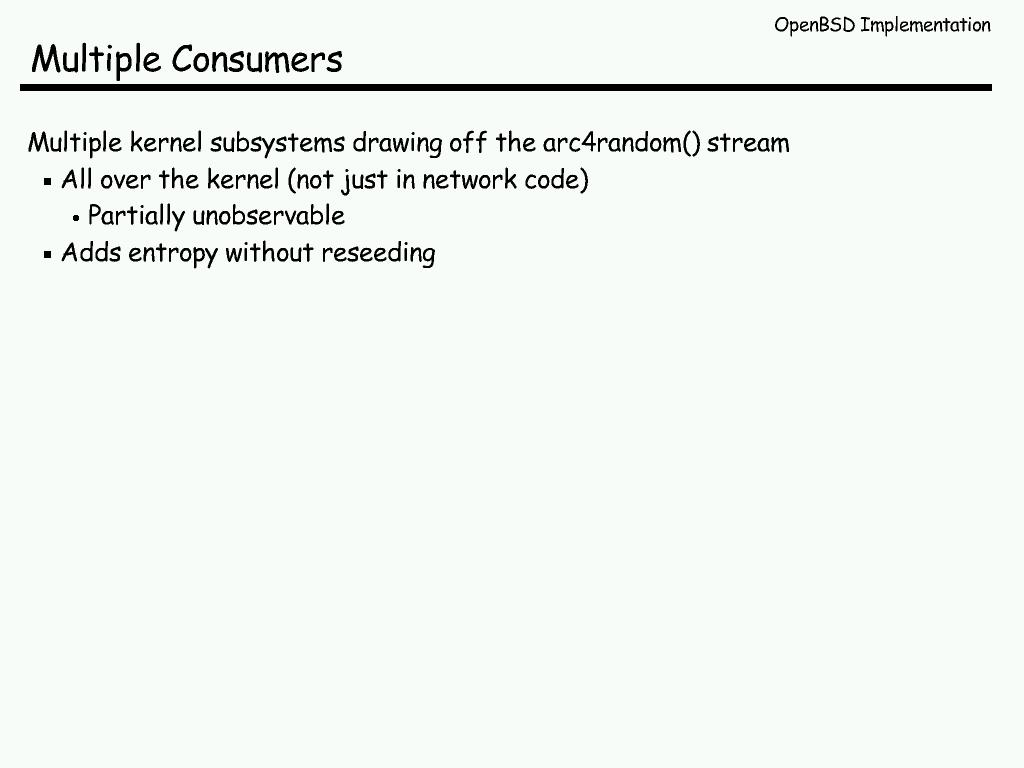 OpenBSD Implementation
Multiple Consumers
Multiple kernel subsystems drawing off the arc4random() stream
▪ All over the kernel (not just in network code)
• Partially unobservable
▪ Adds entropy without reseeding